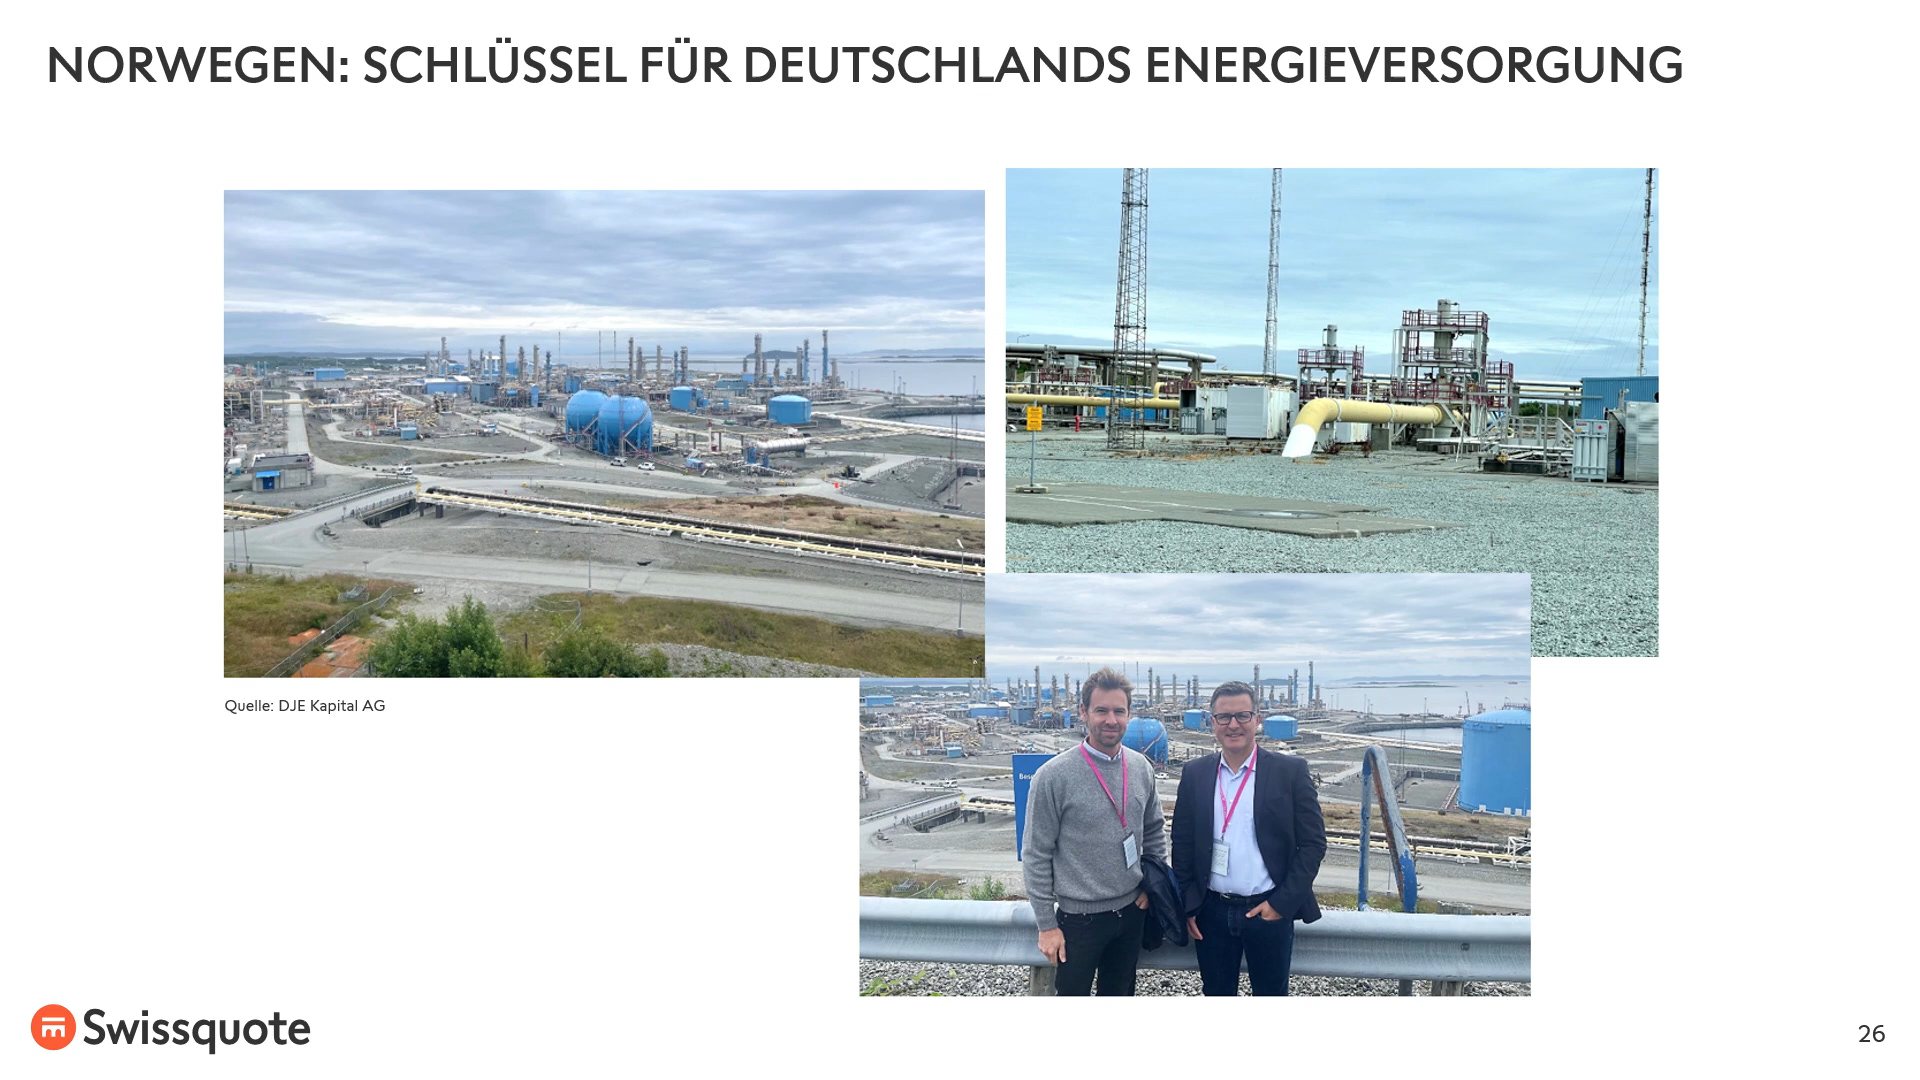 NORWEGEN: SCHLÜSSEL FÜR DEUTSCHLANDS ENERGIEVERSORGUNG
Quelle: DJE Kapital AG
Swissquote
26